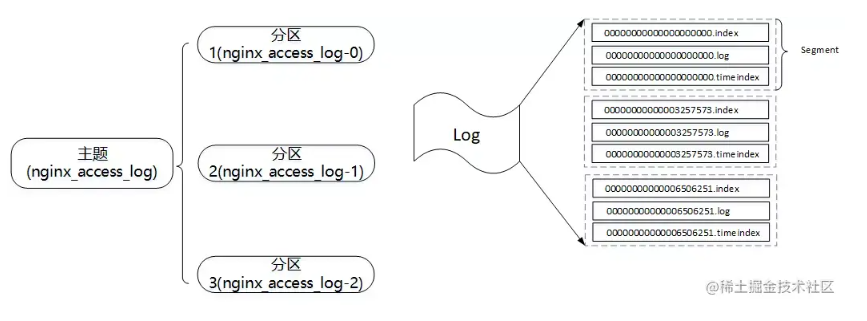 主题
(nginx_access_log)
分区
1(nginx_access_log-0)
分区
2(nginx_access_log-1)
分区
3(nginx_access_log-2)
Log
00000000000000000000.index
00000000000000000000.log
00000000000000000000.timeindex
Segment
00000000000003257573.index
00000000000003257573.log
00000000000003257573.timeindex
00000000000006506251.index
00000000000006506251.log
00000000000006506251.timeindex
@稀土掘金技术社区